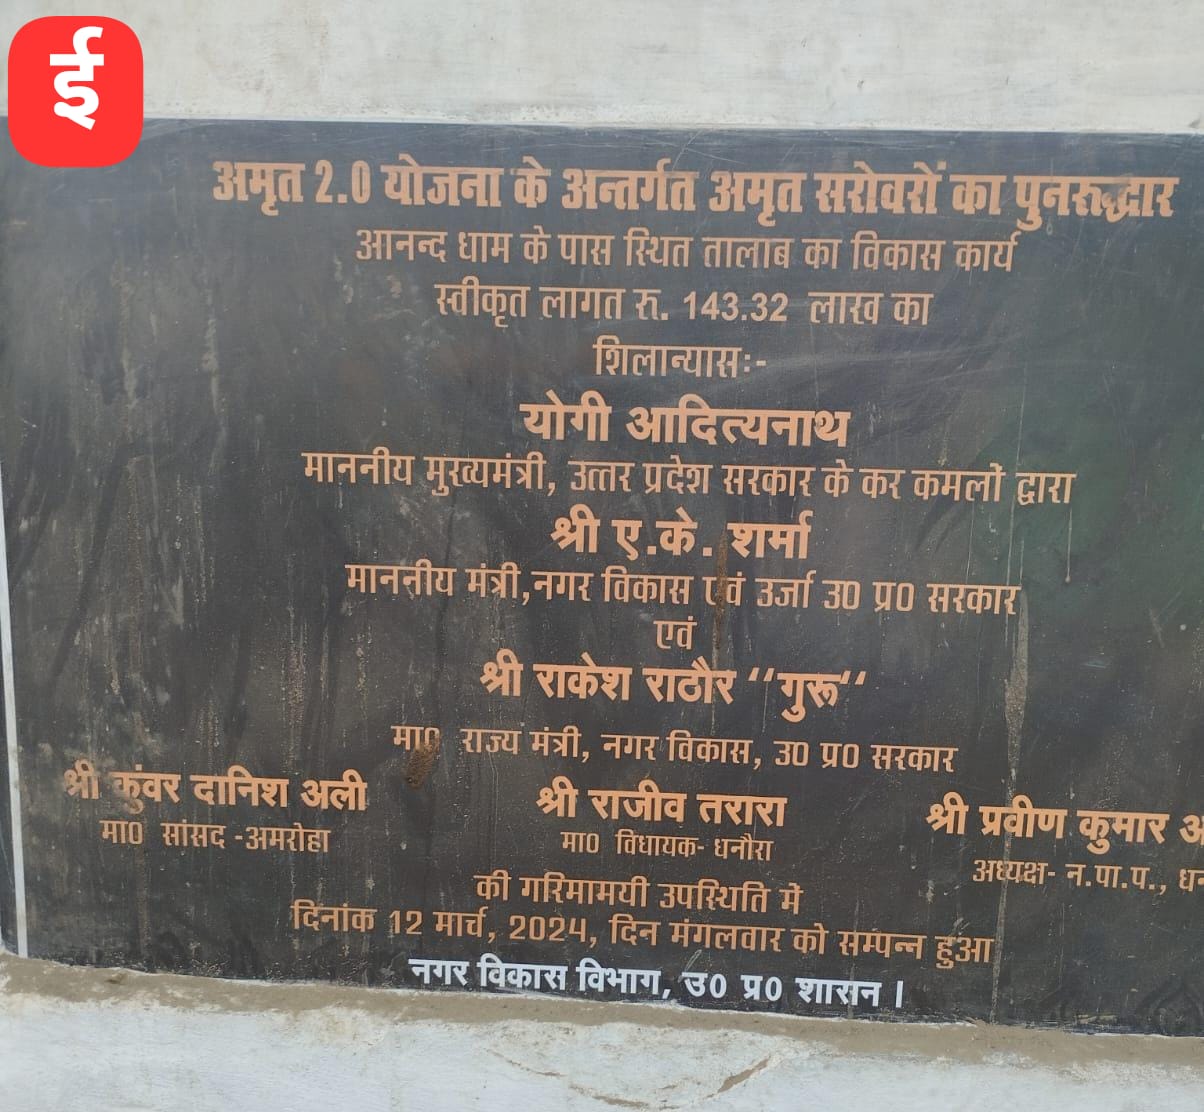 ई
अमृत 2.0 योजना के अन्तर्गत अमृत सरोवरों का पुनरूद्धार
आनन्द धाम के पास स्थित तालाब का विकास कार्य
स्वीकृत लागत रु. 143.32 लाख का
शिलान्यासः-
योगी आदित्यनाथ
माननीय मुख्यमंत्री, उत्तर प्रदेश सरकार के कर कमलों द्वारा
श्री ए.के. शर्मा
माननीय मंत्री,नगर विकास एवं उर्जा उ0 प्र0 सरकार
एवं
श्री राकेश राठौर “गुरू“
मा0 राज्य मंत्री, नगर विकास, उ0 प्र0 सरकार
श्री कुंवर दानिश अली श्री राजीव तरारा श्री प्रवीण कुमार
मा0 सांसद -अमरोहा मा0 विधायक- धनौरा अध्यक्ष- न.पा.प.,
की गरिमामयी उपस्थिति में
दिनांक 12 मार्च, 2024, दिन मंगलवार को सम्पन्न हुआ
नगर विकास विभाग, उ0 प्र0 शासन।